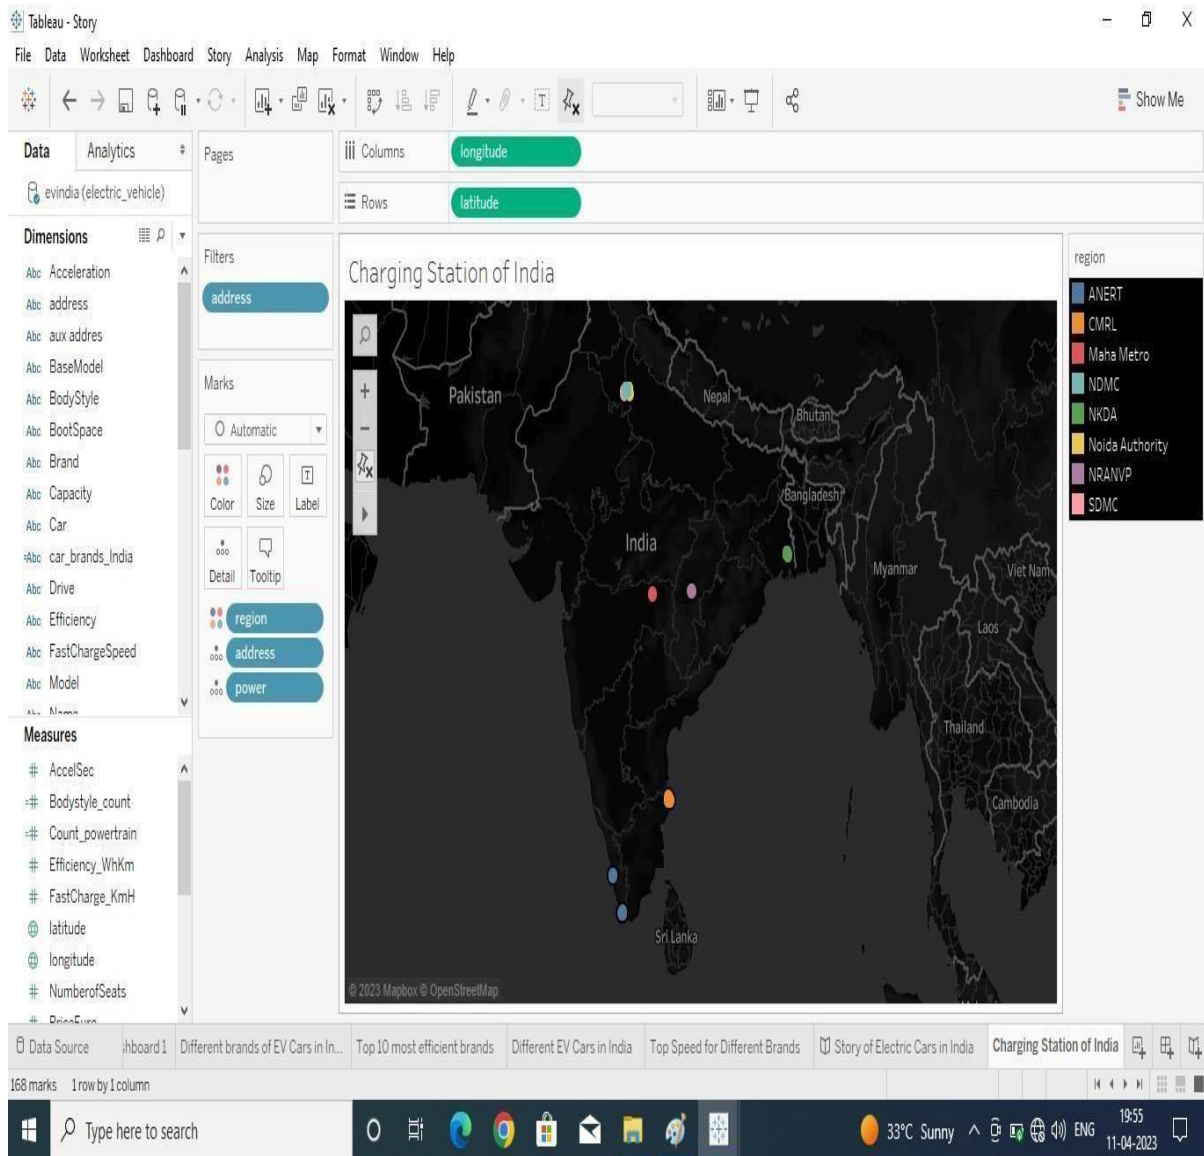 Tableau - Story
File Data Worksheet Dashboard Story Analysis Map Format Window Help
Show Me
Data Analytics
Pages
Columns longitude
Rows latitude
evindia (electric_vehicle)
Dimensions
Abc Acceleration
Abc address
Abc aux addres
Abc BaseModel
Abc BodyStyle
Abc BootSpace
Abc Brand
Abc Capacity
Abc Car
=Abc car_brands_India
Abc Drive
Abc Efficiency
Abc FastChargeSpeed
Abc Model
Measures
# AccelSec
=# Bodystyle_count
=# Count_powertrain
# Efficiency_WhKm
# FastCharge_KmH
latitude
longitude
# NumberofSeats
Filters
address
Marks
Automatic
Color Size Label
Detail Tooltip
region
address
power
Charging Station of India
Pakistan
Nepal
Bhutan
Bangladesh
India
Myanmar
Viet Nam
Laos
Thailand
Cambodia
Sri Lanka
© 2023 Mapbox © OpenStreetMap
region
ANERT
CMRL
Maha Metro
NDMC
NKDA
Noida Authority
NRANVP
SDMC
Data Source shboard 1 Different brands of EV Cars in In... Top 10 most efficient brands Different EV Cars in India Top Speed for Different Brands Story of Electric Cars in India Charging Station of India
168 marks 1 row by 1 column
Type here to search
33°C Sunny ENG 19:55
11-04-2023